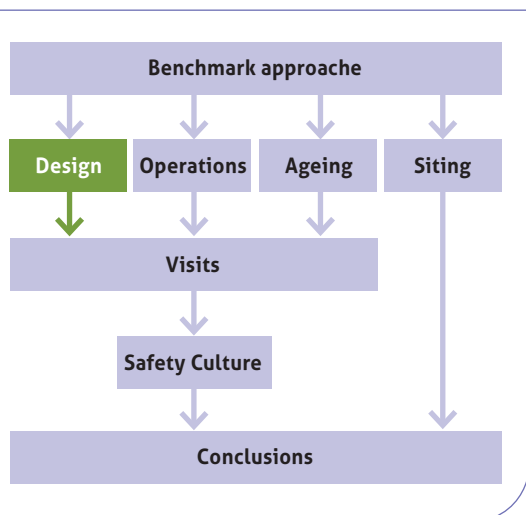 Benchmark approache
Design
Operations
Ageing
Siting
Visits
Safety Culture
Conclusions